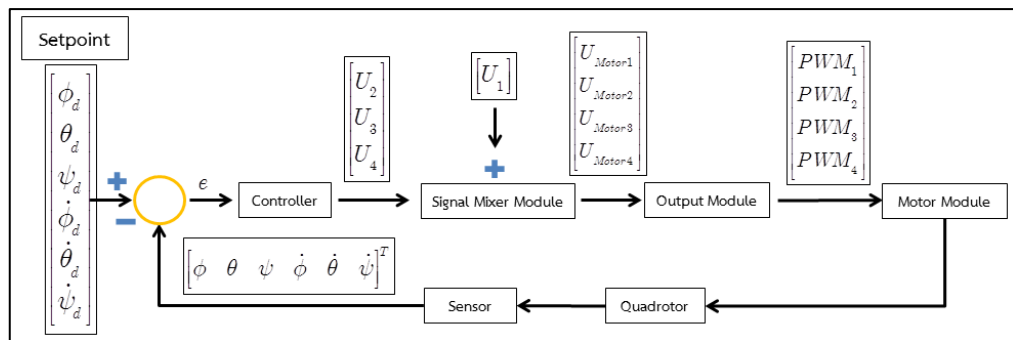 Setpoint
ϕ_d
θ_d
ψ_d
ϕ̇_d
θ̇_d
ψ̇_d
+
−
e
Controller
U_2
U_3
U_4
[U_1]
+
Signal Mixer Module
U_Motor1
U_Motor2
U_Motor3
U_Motor4
Output Module
PWM_1
PWM_2
PWM_3
PWM_4
Motor Module
[ϕ θ ψ ϕ̇ θ̇ ψ̇]^T
Sensor
Quadrotor